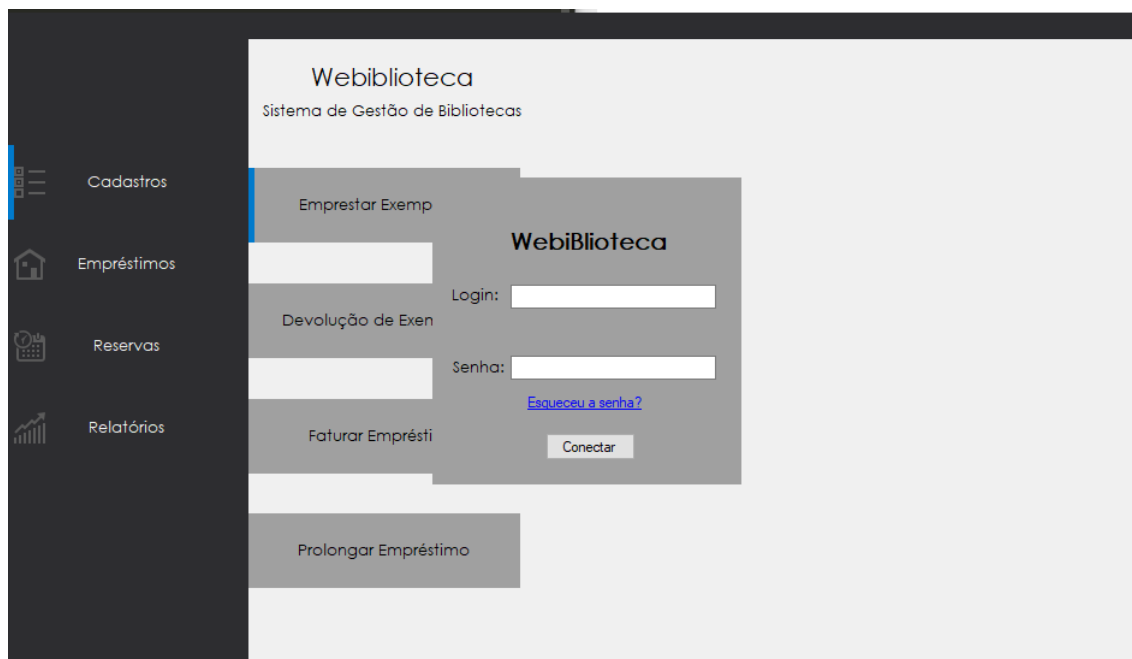 Webiblioteca
Sistema de Gestão de Bibliotecas
Cadastros
Empréstimos
Reservas
Relatórios
Emprestar Exemp
Devolução de Exen
Faturar Emprésti
Prolongar Empréstimo
WebiBlioteca
Login:
Senha:
Esqueceu a senha?
Conectar